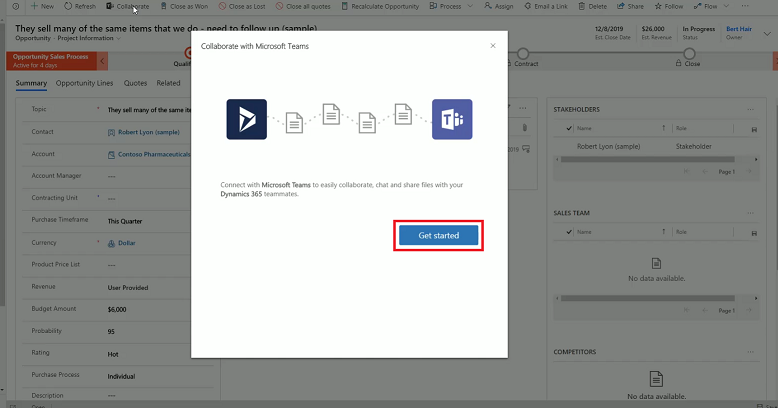 New Refresh Collaborate Close as Won Close as Lost Close all quotes Recalculate Opportunity Process Assign Email a Link Delete Share Follow Flow
They sell many of the same items that we do - need to follow up (sample)
Opportunity · Project Information
12/8/2019 Est. Close Date
$26,000 Est. Revenue
In Progress Status
Bert Hair Owner
Opportunity Sales Process
Active for 4 days
Qualif
Contract
Close
Summary Opportunity Lines Quotes Related
Topic * They sell many of the same iten
Contact Robert Lyon (sample)
Account Contoso Pharmaceuticals
Account Manager ---
Contracting Unit * ---
Purchase Timeframe This Quarter
Currency * Dollar
Product Price List ---
Revenue User Provided
Budget Amount $6,000
Probability 95
Rating Hot
Purchase Process Individual
Description ---
Collaborate with Microsoft Teams
Connect with Microsoft Teams to easily collaborate, chat and share files with your
Dynamics 365 teammates.
Get started
2019
STAKEHOLDERS
Name Role
Robert Lyon (sample) Stakeholder
Page 1
SALES TEAM
Name Role
No data available.
Page 1
COMPETITORS
No data available.